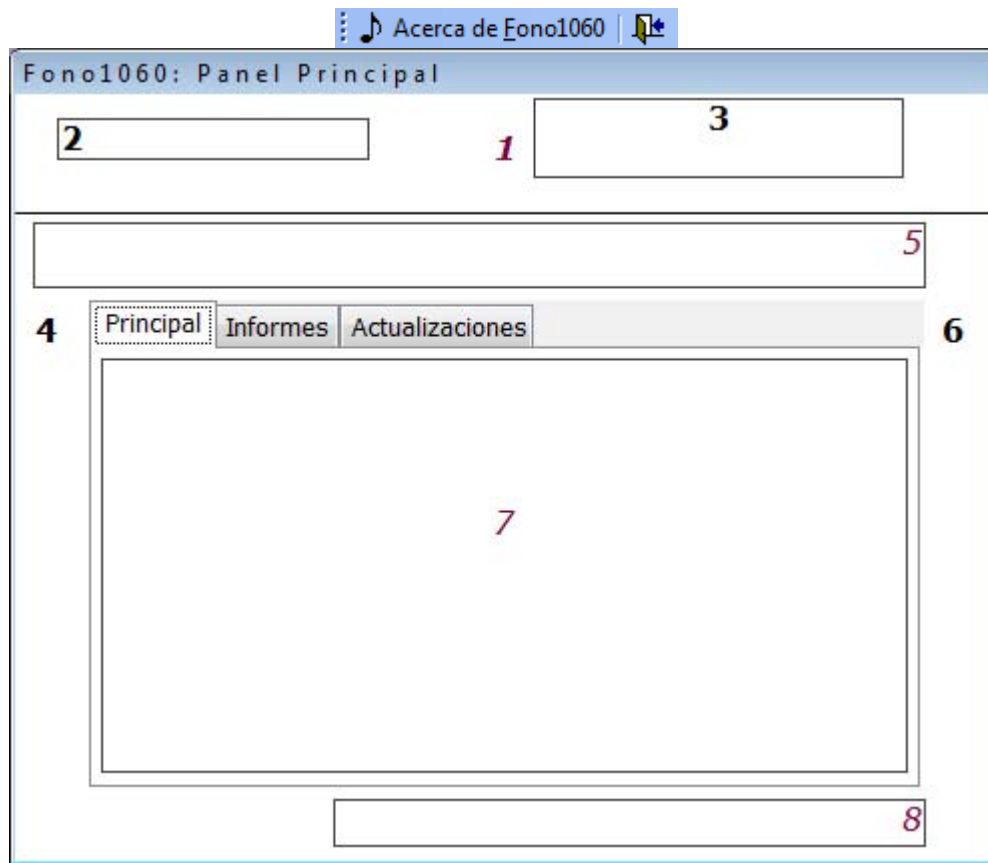 Acerca de Fono1060
Fono1060: Panel Principal
2
1
3
5
4
Principal Informes Actualizaciones
6
7
8